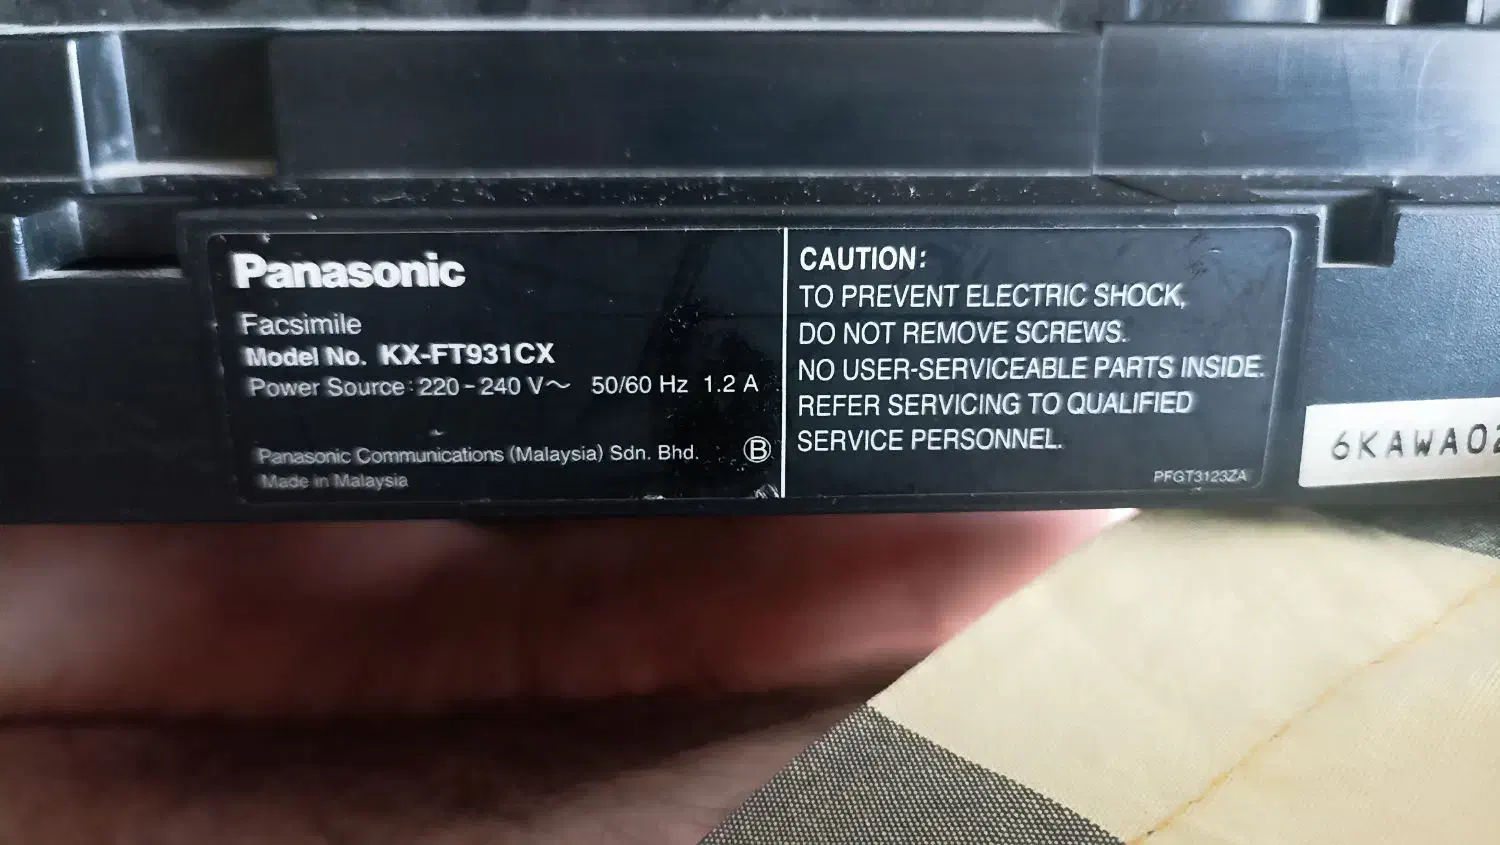 Panasonic
Facsimile
Model No. KX-FT931CX
Power Source: 220-240 V～ 50/60 Hz 1.2 A
Panasonic Communications (Malaysia) Sdn. Bhd. Ⓑ
Made in Malaysia
CAUTION:
TO PREVENT ELECTRIC SHOCK,
DO NOT REMOVE SCREWS.
NO USER-SERVICEABLE PARTS INSIDE.
REFER SERVICING TO QUALIFIED
SERVICE PERSONNEL.
PFGT3123ZA
6KAWA02